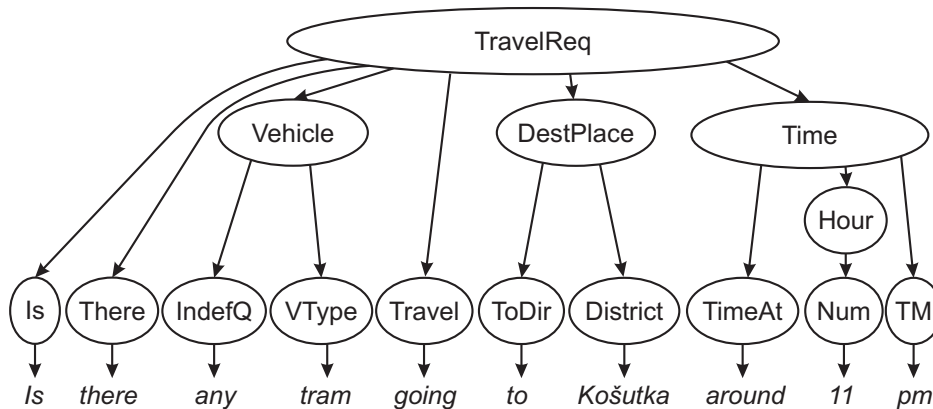 TravelReq
Vehicle DestPlace Time
Hour
Is There IndefQ VType Travel ToDir District TimeAt Num TM
Is there any tram going to Košutka around 11 pm